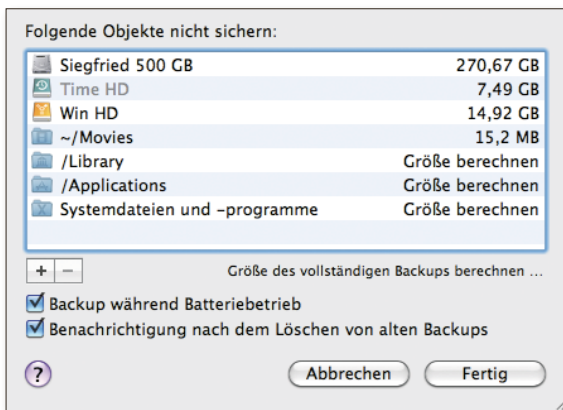 Folgende Objekte nicht sichern:
Siegfried 500 GB 270,67 GB
Time HD 7,49 GB
Win HD 14,92 GB
~/Movies 15,2 MB
/Library Größe berechnen
/Applications Größe berechnen
Systemdateien und -programme Größe berechnen
+ − Größe des vollständigen Backups berechnen ...
Backup während Batteriebetrieb
Benachrichtigung nach dem Löschen von alten Backups
? Abbrechen Fertig